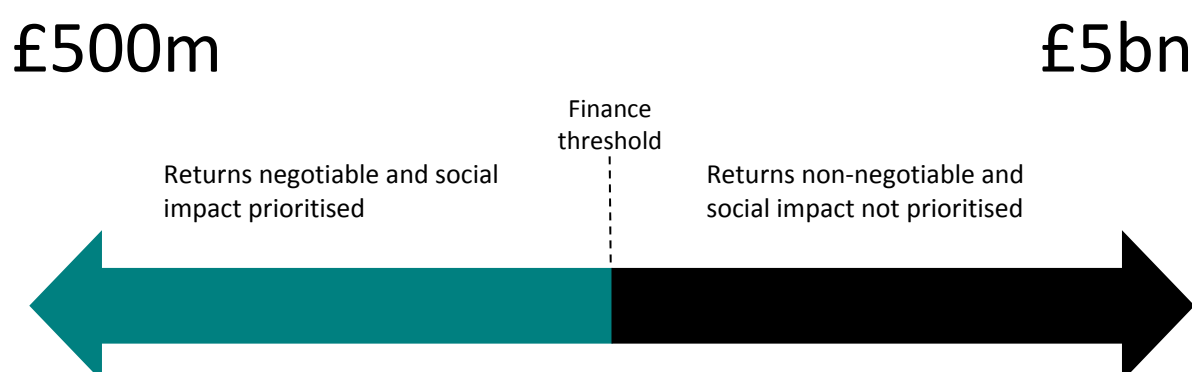 £500m
£5bn
Finance
threshold
Returns negotiable and social
impact prioritised
Returns non-negotiable and
social impact not prioritised